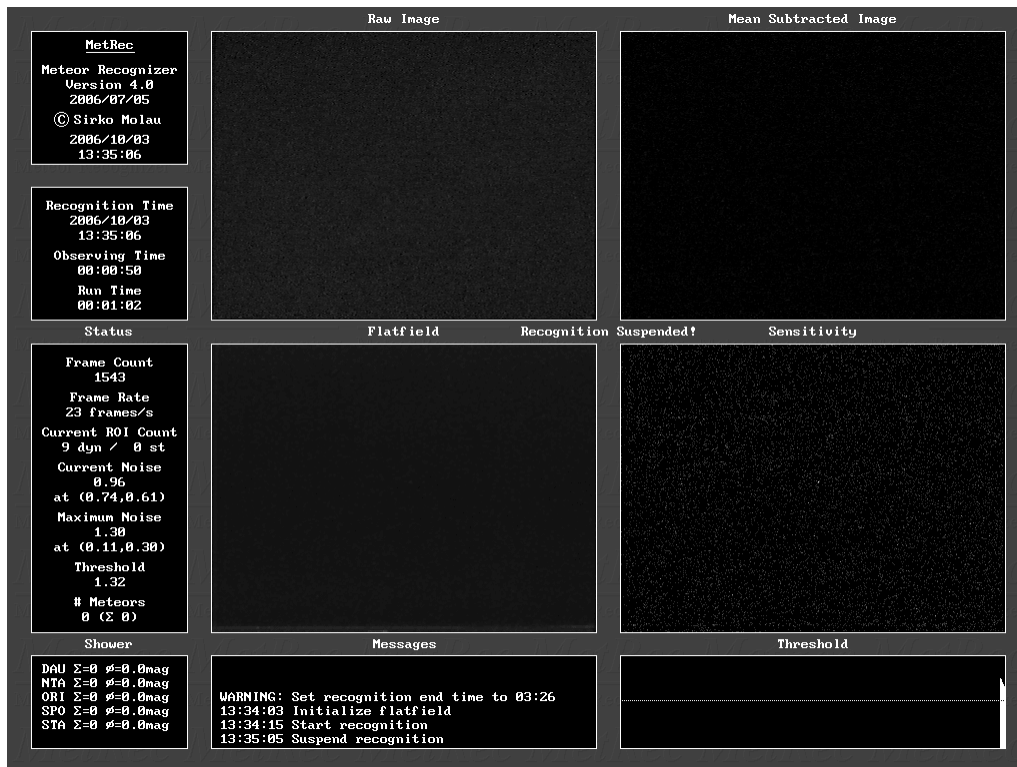 Raw Image
Mean Subtracted Image
MetRec
Meteor Recognizer
Version 4.0
2006/07/05
© Sirko Molau
2006/10/03
13:35:06
Recognition Time
2006/10/03
13:35:06
Observing Time
00:00:50
Run Time
00:01:02
Status
Flatfield
Recognition Suspended!
Sensitivity
Frame Count
1543
Frame Rate
23 frames/s
Current ROI Count
9 dyn / 0 st
Current Noise
0.96
at (0.74,0.61)
Maximum Noise
1.30
at (0.11,0.30)
Threshold
1.32
# Meteors
0 (Σ 0)
Shower
Messages
Threshold
DAU Σ=0 ø=0.0mag
NTA Σ=0 ø=0.0mag
ORI Σ=0 ø=0.0mag
SPO Σ=0 ø=0.0mag
STA Σ=0 ø=0.0mag
WARNING: Set recognition end time to 03:26
13:34:03 Initialize flatfield
13:34:15 Start recognition
13:35:05 Suspend recognition